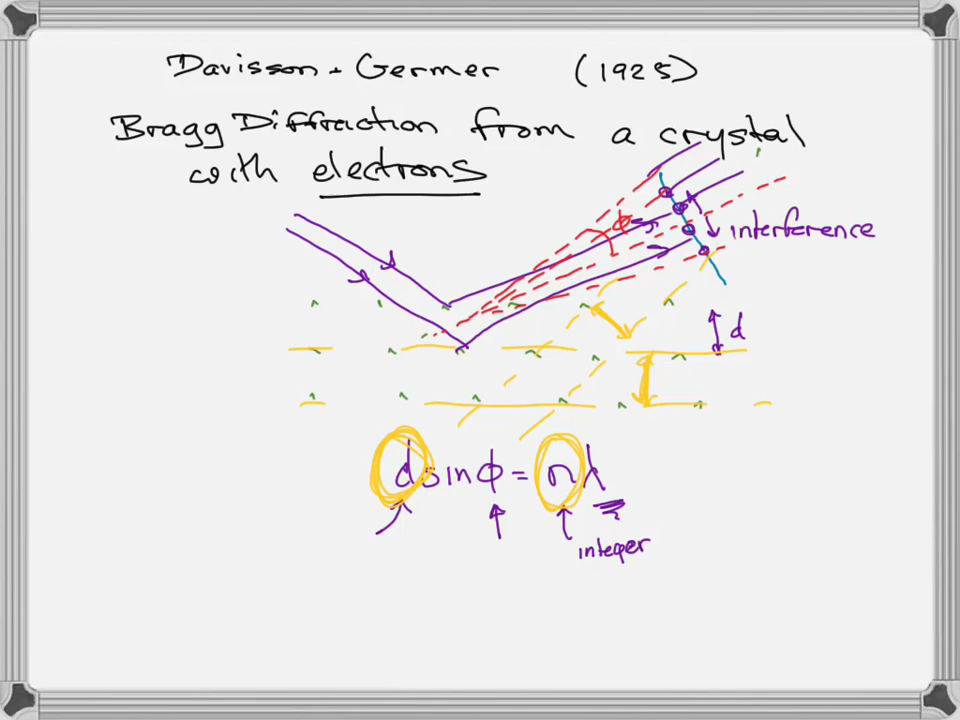 Davisson + Germer (1925)
Bragg Diffraction from a crystal
with electrons
ϕ
interference
d
d sin ϕ = nλ
integer